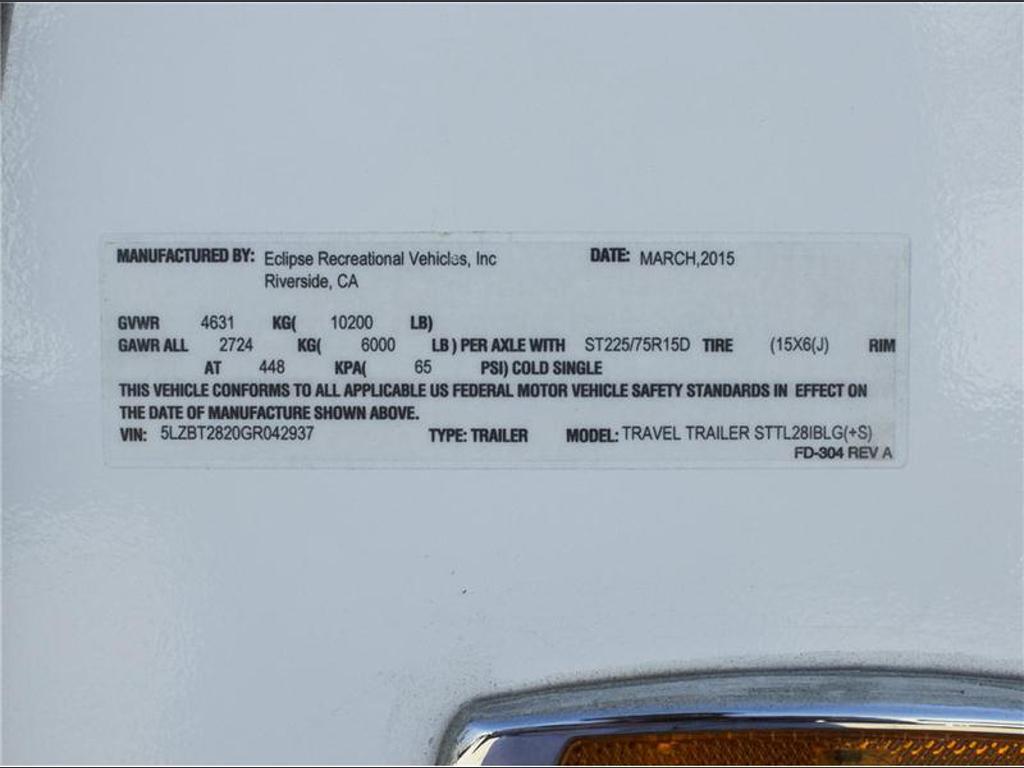 MANUFACTURED BY: Eclipse Recreational Vehicles, Inc DATE: MARCH,2015
Riverside, CA
GVWR 4631 KG( 10200 LB)
GAWR ALL 2724 KG( 6000 LB) PER AXLE WITH ST225/75R15D TIRE (15X6(J) RIM
AT 448 KPA( 65 PSI) COLD SINGLE
THIS VEHICLE CONFORMS TO ALL APPLICABLE US FEDERAL MOTOR VEHICLE SAFETY STANDARDS IN EFFECT ON
THE DATE OF MANUFACTURE SHOWN ABOVE.
VIN: 5LZBT2820GR042937 TYPE: TRAILER MODEL: TRAVEL TRAILER STTL28IBLG(+S)
FD-304 REV A